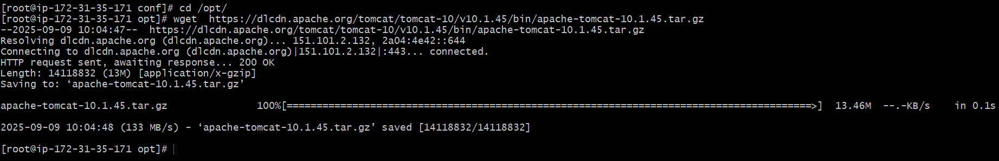 [root@ip-172-31-35-171 conf]# cd /opt/
[root@ip-172-31-35-171 opt]# wget  https://dlcdn.apache.org/tomcat/tomcat-10/v10.1.45/bin/apache-tomcat-10.1.45.tar.gz
--2025-09-09 10:04:47--  https://dlcdn.apache.org/tomcat/tomcat-10/v10.1.45/bin/apache-tomcat-10.1.45.tar.gz
Resolving dlcdn.apache.org (dlcdn.apache.org)... 151.101.2.132, 2a04:4e42::644
Connecting to dlcdn.apache.org (dlcdn.apache.org)|151.101.2.132|:443... connected.
HTTP request sent, awaiting response... 200 OK
Length: 14118832 (13M) [application/x-gzip]
Saving to: ‘apache-tomcat-10.1.45.tar.gz’
apache-tomcat-10.1.45.tar.gz               100%[========================================================================================>]  13.46M  --.-KB/s    in 0.1s
2025-09-09 10:04:48 (133 MB/s) - ‘apache-tomcat-10.1.45.tar.gz’ saved [14118832/14118832]
[root@ip-172-31-35-171 opt]#